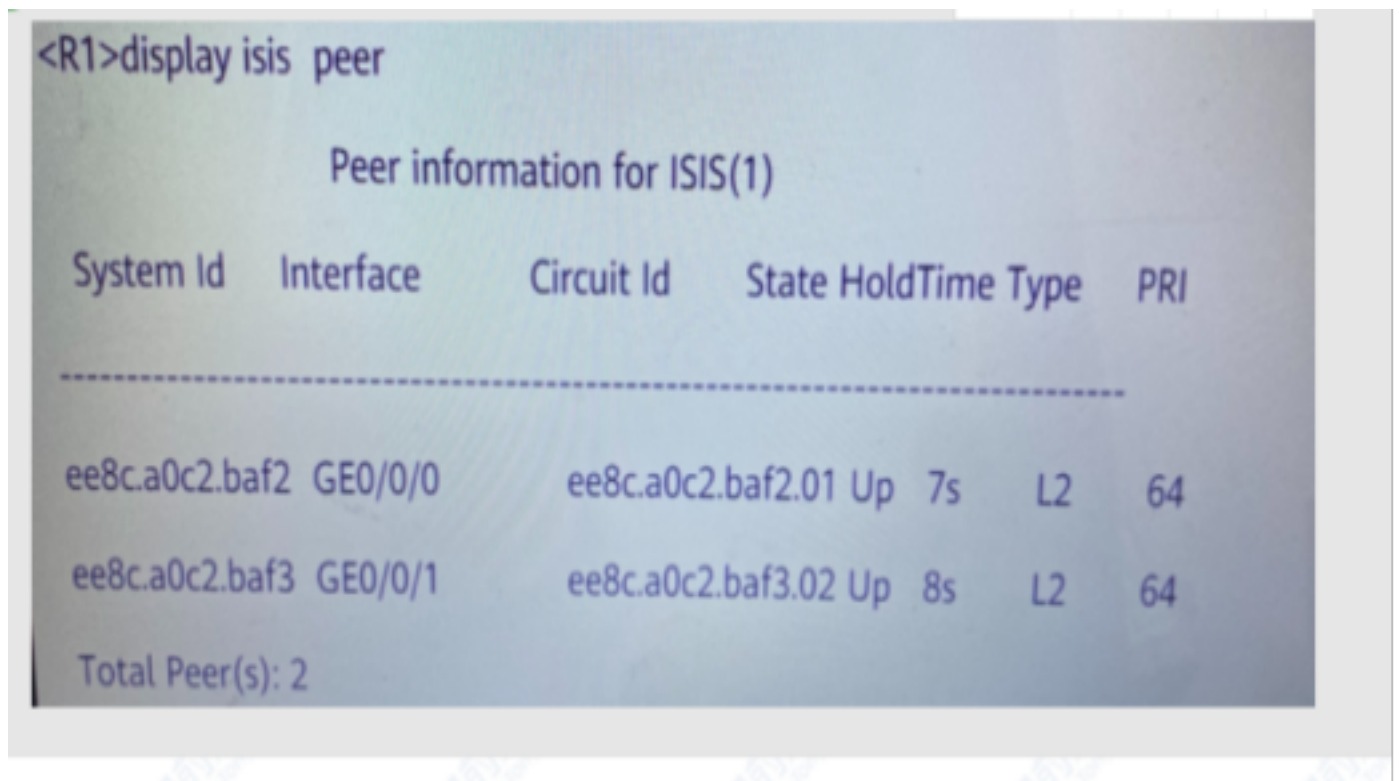 <R1>display isis peer
Peer information for ISIS(1)
System Id Interface Circuit Id State HoldTime Type PRI
--------------------------------------------------------------------------------
ee8c.a0c2.baf2 GE0/0/0 ee8c.a0c2.baf2.01 Up 7s L2 64
ee8c.a0c2.baf3 GE0/0/1 ee8c.a0c2.baf3.02 Up 8s L2 64
Total Peer(s): 2